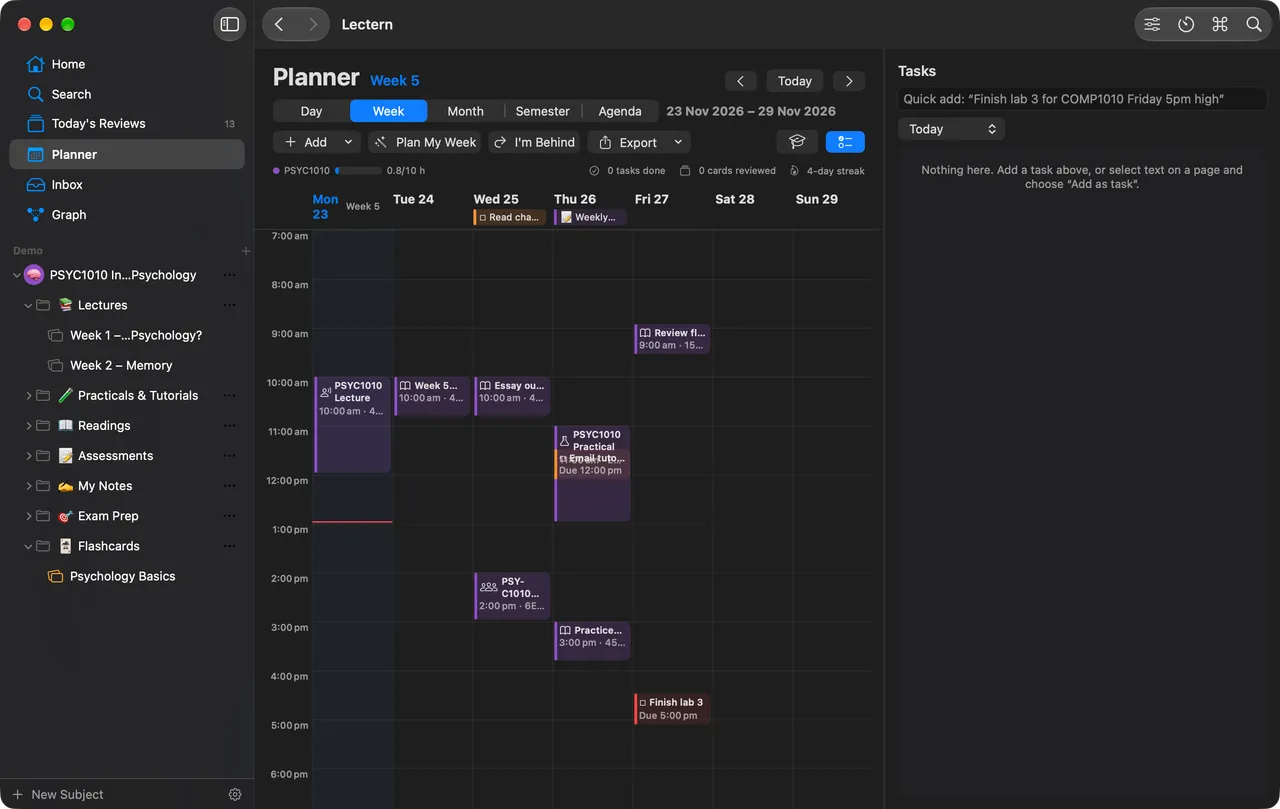 Lectern
Home
Search
Today's Reviews 13
Planner
Inbox
Graph
Demo
PSYC1010 In...Psychology
Lectures
Week 1 –...Psychology?
Week 2 – Memory
Practicals & Tutorials
Readings
Assessments
My Notes
Exam Prep
Flashcards
Psychology Basics
New Subject
Planner Week 5
Today
Day Week Month Semester Agenda 23 Nov 2026 – 29 Nov 2026
Add Plan My Week I'm Behind Export
PSYC1010 0.8/10 h 0 tasks done 0 cards reviewed 4-day streak
Mon 23 Week 5 Tue 24 Wed 25 Thu 26 Fri 27 Sat 28 Sun 29
Read cha... Weekly...
7:00 am
8:00 am
9:00 am
10:00 am
11:00 am
12:00 pm
1:00 pm
2:00 pm
3:00 pm
4:00 pm
5:00 pm
6:00 pm
PSYC1010
Lecture
10:00 am · 4...
Week 5...
10:00 am · 4...
Essay ou...
10:00 am · 4...
PSY-
C1010...
2:00 pm · 6E...
PSYC1010
Practical
Email tuto...
Due 12:00 pm
Practice...
3:00 pm · 45...
Review fl...
9:00 am · 15...
Finish lab 3
Due 5:00 pm
Tasks
Quick add: “Finish lab 3 for COMP1010 Friday 5pm high”
Today
Nothing here. Add a task above, or select text on a page and
choose “Add as task”.